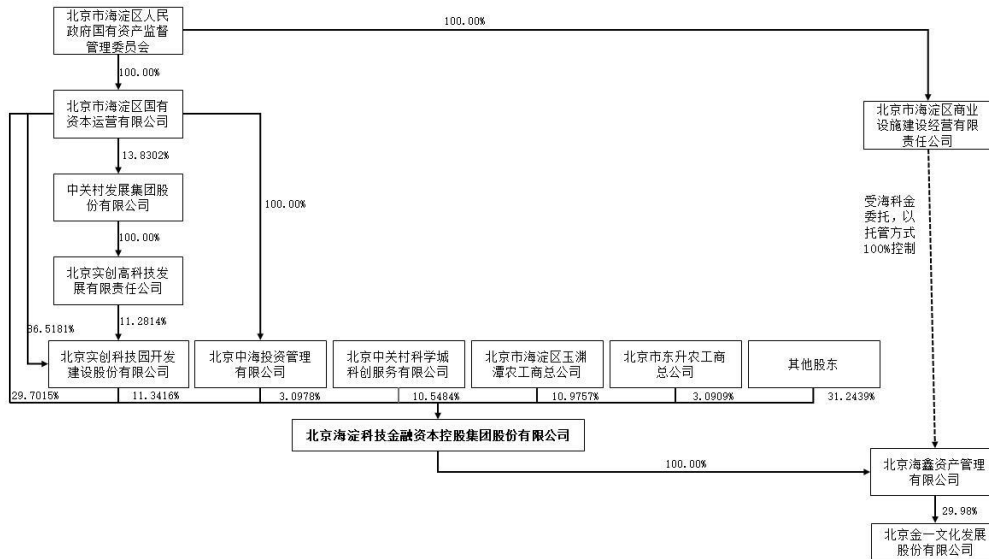 北京市海淀区人民
政府国有资产监督
管理委员会
100.00%
100.00%
北京市海淀区国有
资本运营有限公司
北京市海淀区商业
设施建设经营有限
责任公司
13.8302%
中关村发展集团股
份有限公司
100.00%
受海科金
委托，以
托管方式
100%控制
100.00%
北京实创高科技发
展有限责任公司
11.2814%
36.5181%
北京实创科技园开发
建设股份有限公司
北京中海投资管理
有限公司
北京中关村科学城
科创服务有限公司
北京市海淀区玉渊
潭农工商总公司
北京市东升农工商
总公司
其他股东
29.7015%
11.3416%
3.0978%
10.5484%
10.9757%
3.0909%
31.2439%
北京海淀科技金融资本控股集团股份有限公司
100.00%
北京海鑫资产管理
有限公司
29.98%
北京金一文化发展
股份有限公司